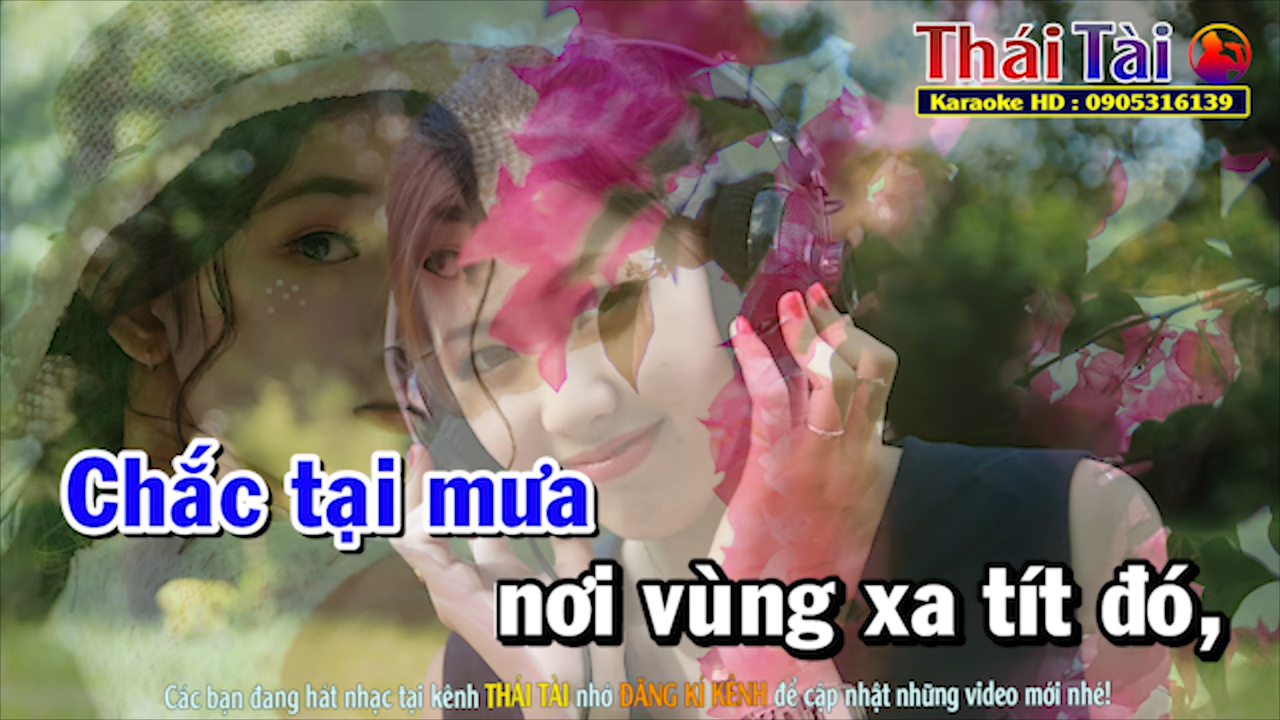 Thái Tài
Karaoke HD : 0905316139
Chắc tại mưa
nơi vùng xa tít đó,
Các bạn đang hát nhạc tại kênh THÁI TÀI nhớ ĐĂNG KÍ KÊNH để cập nhật những video mới nhé!